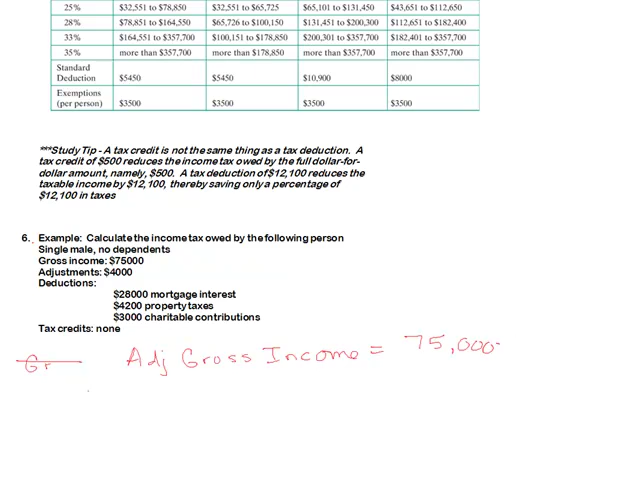 25% $32,551 to $78,850 $32,551 to $65,725 $65,101 to $131,450 $43,651 to $112,650
28% $78,851 to $164,550 $65,726 to $100,150 $131,451 to $200,300 $112,651 to $182,400
33% $164,551 to $357,700 $100,151 to $178,850 $200,301 to $357,700 $182,401 to $357,700
35% more than $357,700 more than $178,850 more than $357,700 more than $357,700
Standard
Deduction $5450 $5450 $10,900 $8000
Exemptions
(per person) $3500 $3500 $3500 $3500
***Study Tip - A tax credit is not the same thing as a tax deduction. A
tax credit of $500 reduces the income tax owed by the full dollar-for-
dollar amount, namely, $500. A tax deduction of $12,100 reduces the
taxable income by $12,100, thereby saving only a percentage of
$12,100 in taxes
6. Example: Calculate the income tax owed by the following person
Single male, no dependents
Gross income: $75000
Adjustments: $4000
Deductions:
$28000 mortgage interest
$4200 property taxes
$3000 charitable contributions
Tax credits: none
Gr Adj Gross Income = 75,000